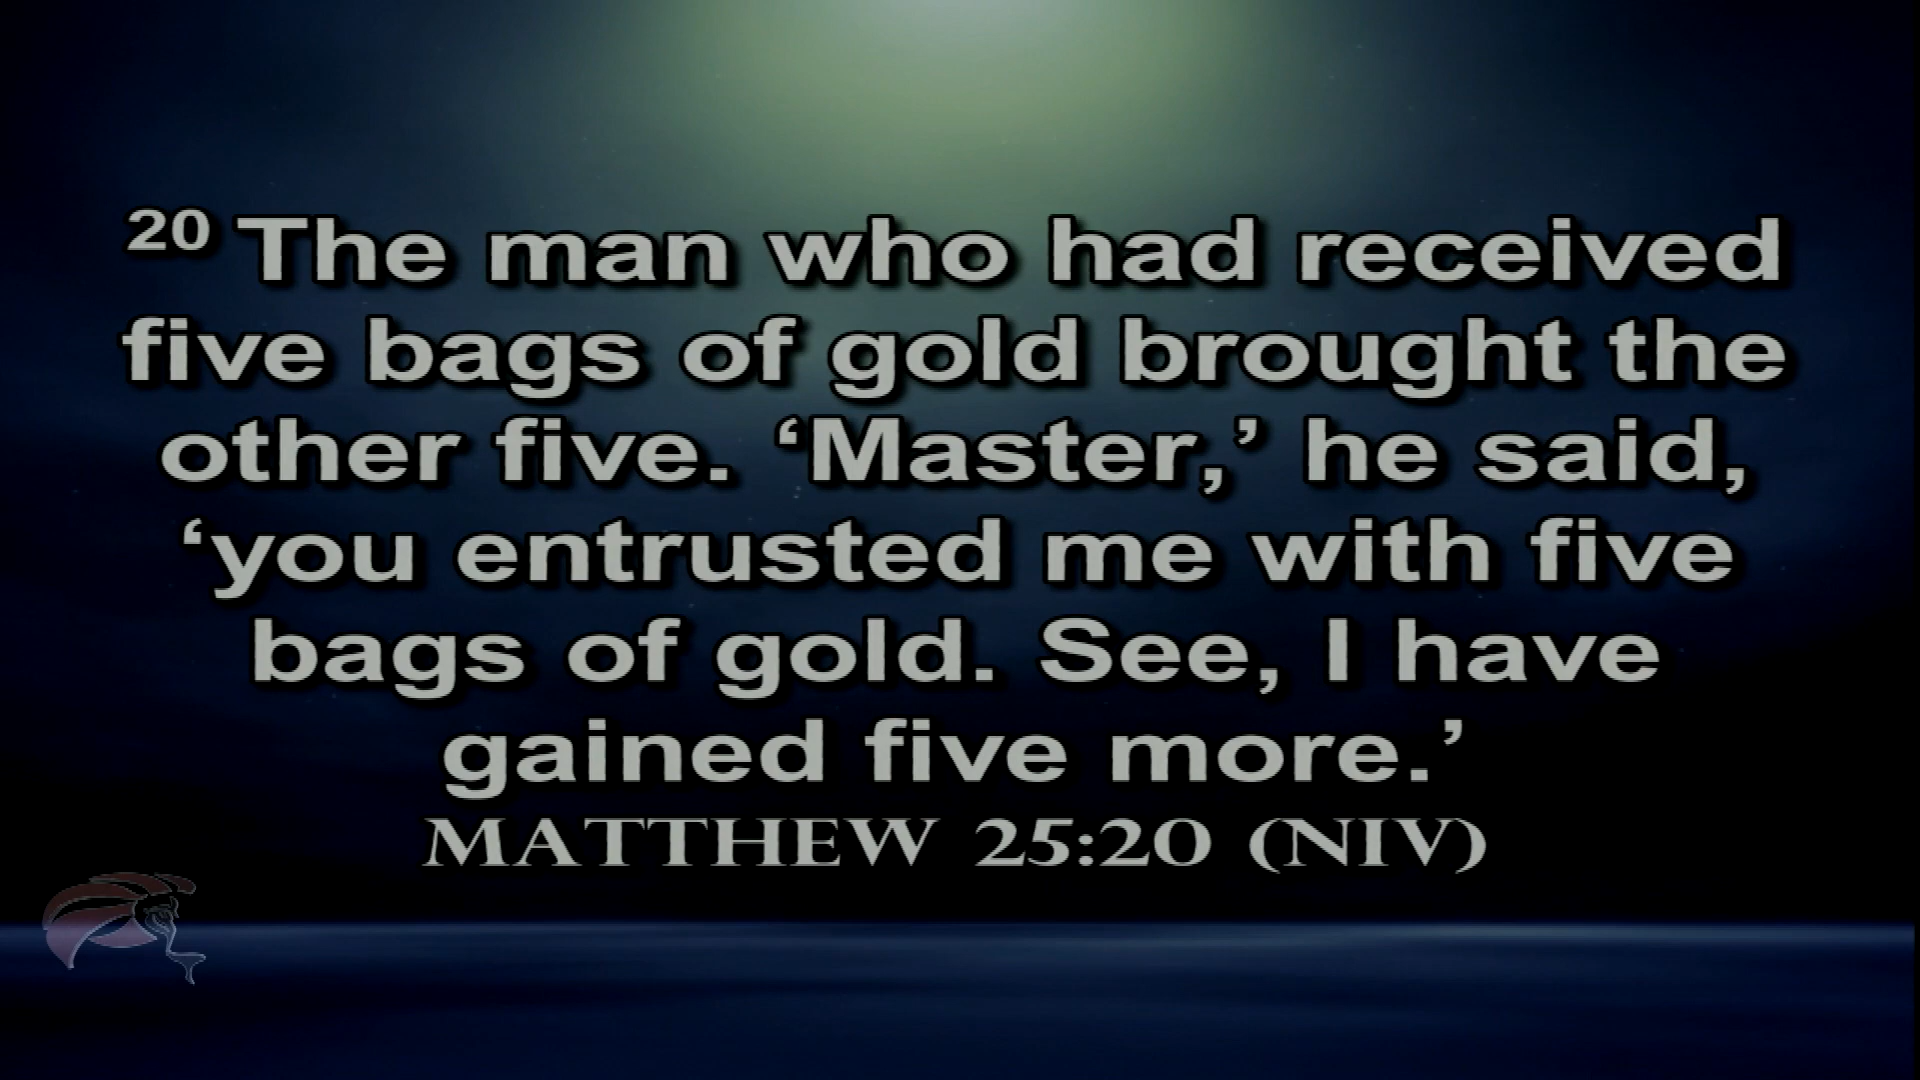 20 The man who had received
five bags of gold brought the
other five. ‘Master,’ he said,
‘you entrusted me with five
bags of gold. See, I have
gained five more.’
MATTHEW 25:20 (NIV)